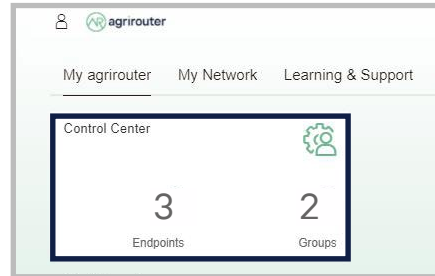 agrirouter
My agrirouter My Network Learning & Support
Control Center
3 2
Endpoints Groups